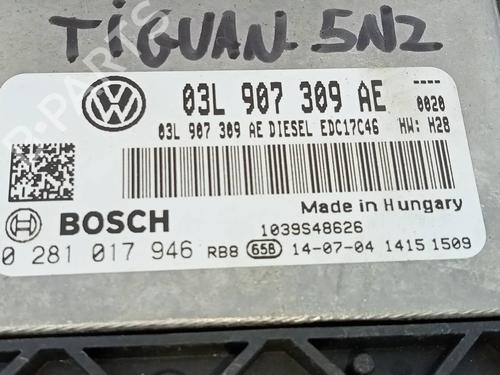 TIGUAN 5N2
03L 907 309 AE ----
03L 907 309 AE DIESEL EDC17C46 0020
HW: H28
Made in Hungary
BOSCH 1039S48626
0 281 017 946 RB8 658 14-07-04 1415 1509